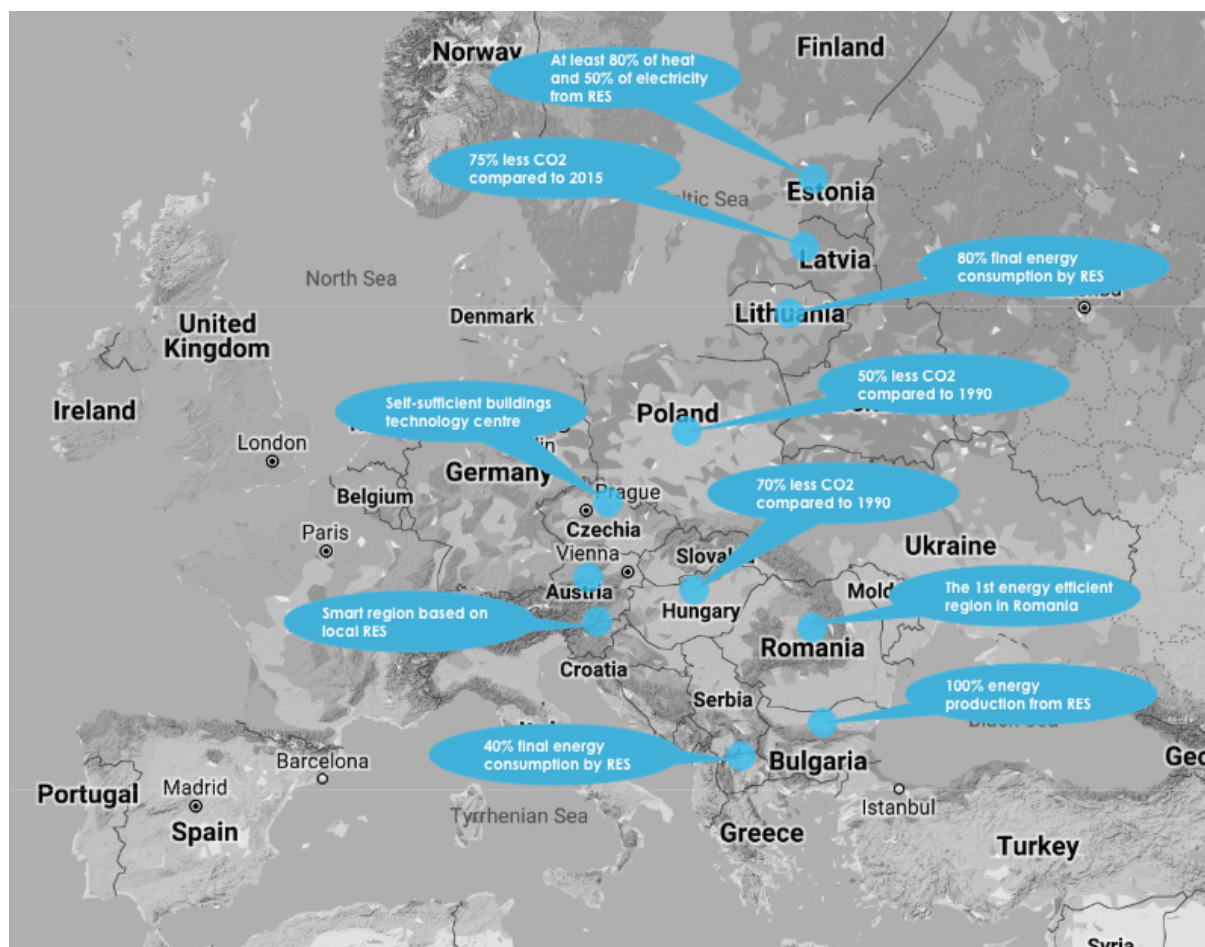 Norway
Finland
At least 80% of heat
and 50% of electricity
from RES
75% less CO2
compared to 2015
Estonia
Sea
Latvia
80% final energy
consumption by RES
North Sea
Lithuania
Denmark
United
Kingdom
50% less CO2
compared to 1990
Self-sufficient buildings
technology centre
Poland
Ireland
London
Germany
70% less CO2
compared to 1990
Belgium
Prague
Czechia
Paris
Vienna
Ukraine
Austria
Hungary
The 1st energy efficient
region in Romania
Smart region based on
local RES
Romania
Croatia
Serbia
100% energy
production from RES
Black Sea
40% final energy
consumption by RES
Barcelona
Bulgaria
Portugal
Madrid
Istanbul
Tyrrhenian Sea
Spain
Greece
Turkey
Syria